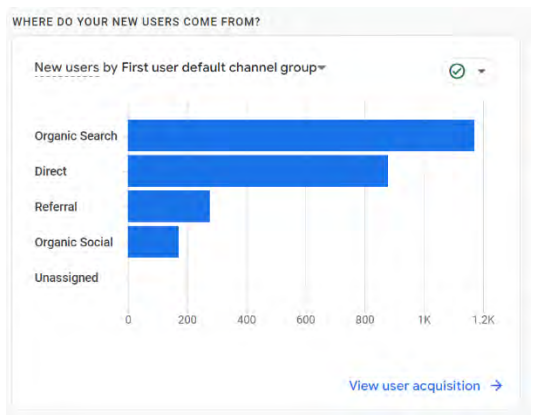 WHERE DO YOUR NEW USERS COME FROM?
New users by First user default channel group
Organic Search
Direct
Referral
Organic Social
Unassigned
0 200 400 600 800 1K 1.2K
View user acquisition →